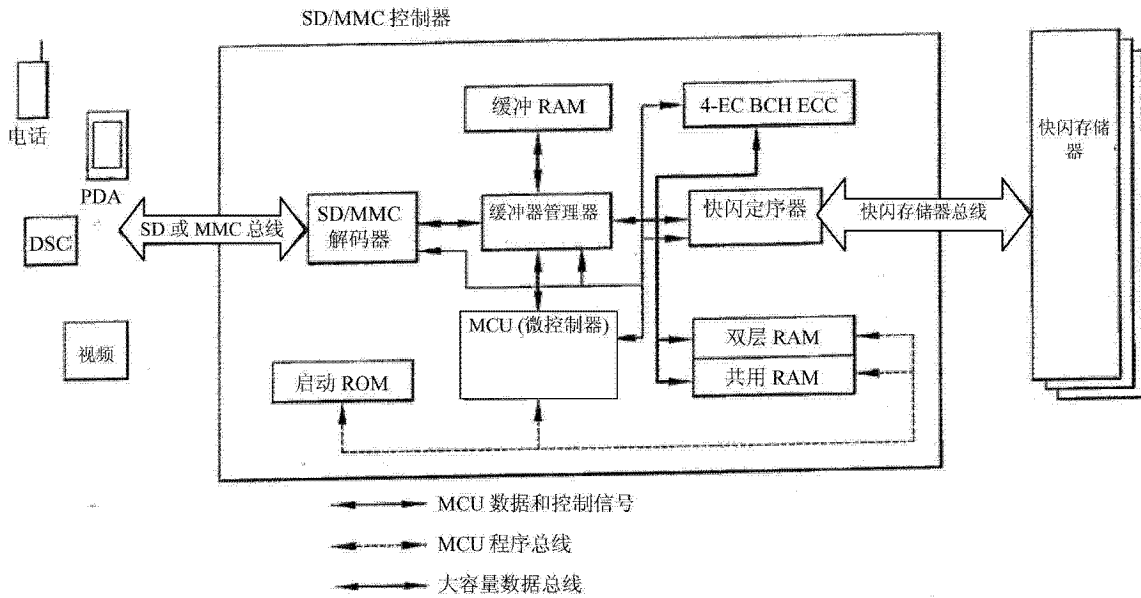 SD/MMC 控制器
电话
PDA
DSC
视频
SD 或 MMC 总线
缓冲 RAM
4-EC BCH ECC
SD/MMC
解码器
缓冲器管理器
快闪定序器
快闪存储器总线
快闪存储
器
MCU (微控制器)
双层 RAM
共用 RAM
启动 ROM
MCU 数据和控制信号
MCU 程序总线
大容量数据总线